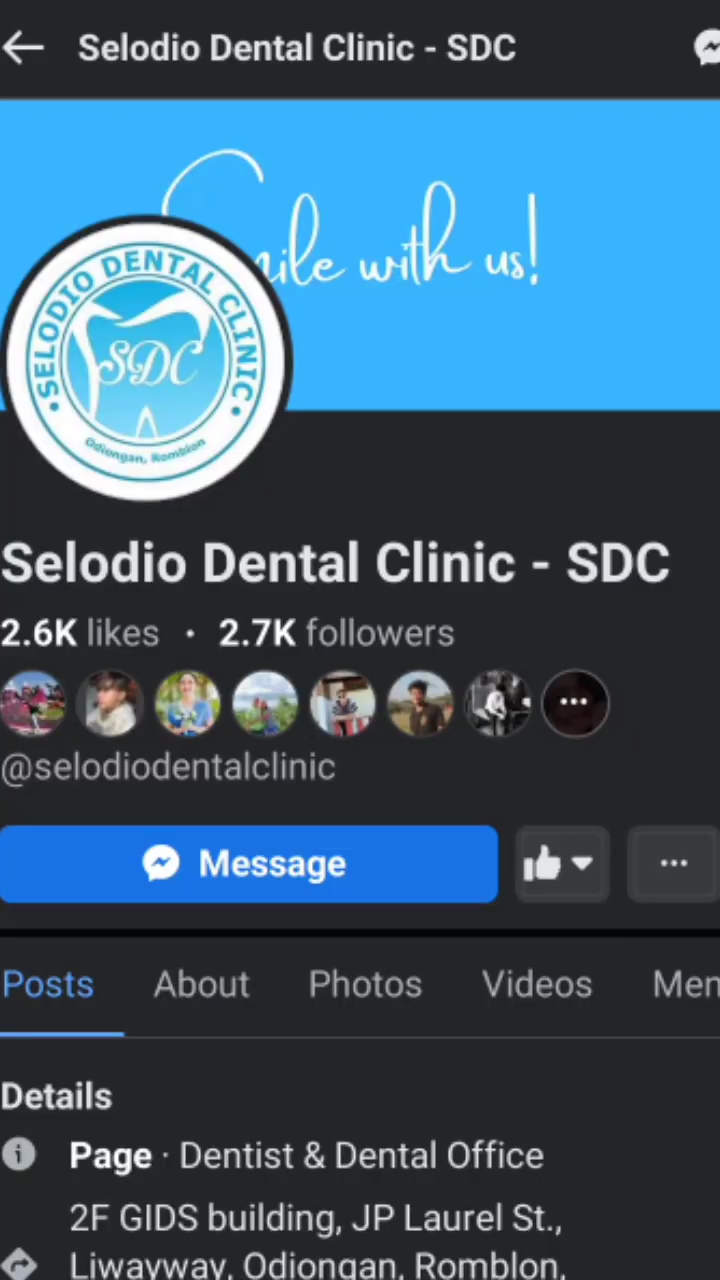 Selodio Dental Clinic - SDC
mile with us!
SELODIO DENTAL CLINIC
SDC
Odiongan, Romblon
Selodio Dental Clinic - SDC
2.6K likes · 2.7K followers
@selodiodentalclinic
Message
Posts About Photos Videos Men
Details
Page · Dentist & Dental Office
2F GIDS building, JP Laurel St.,
Liwayway, Odiongan, Romblon,